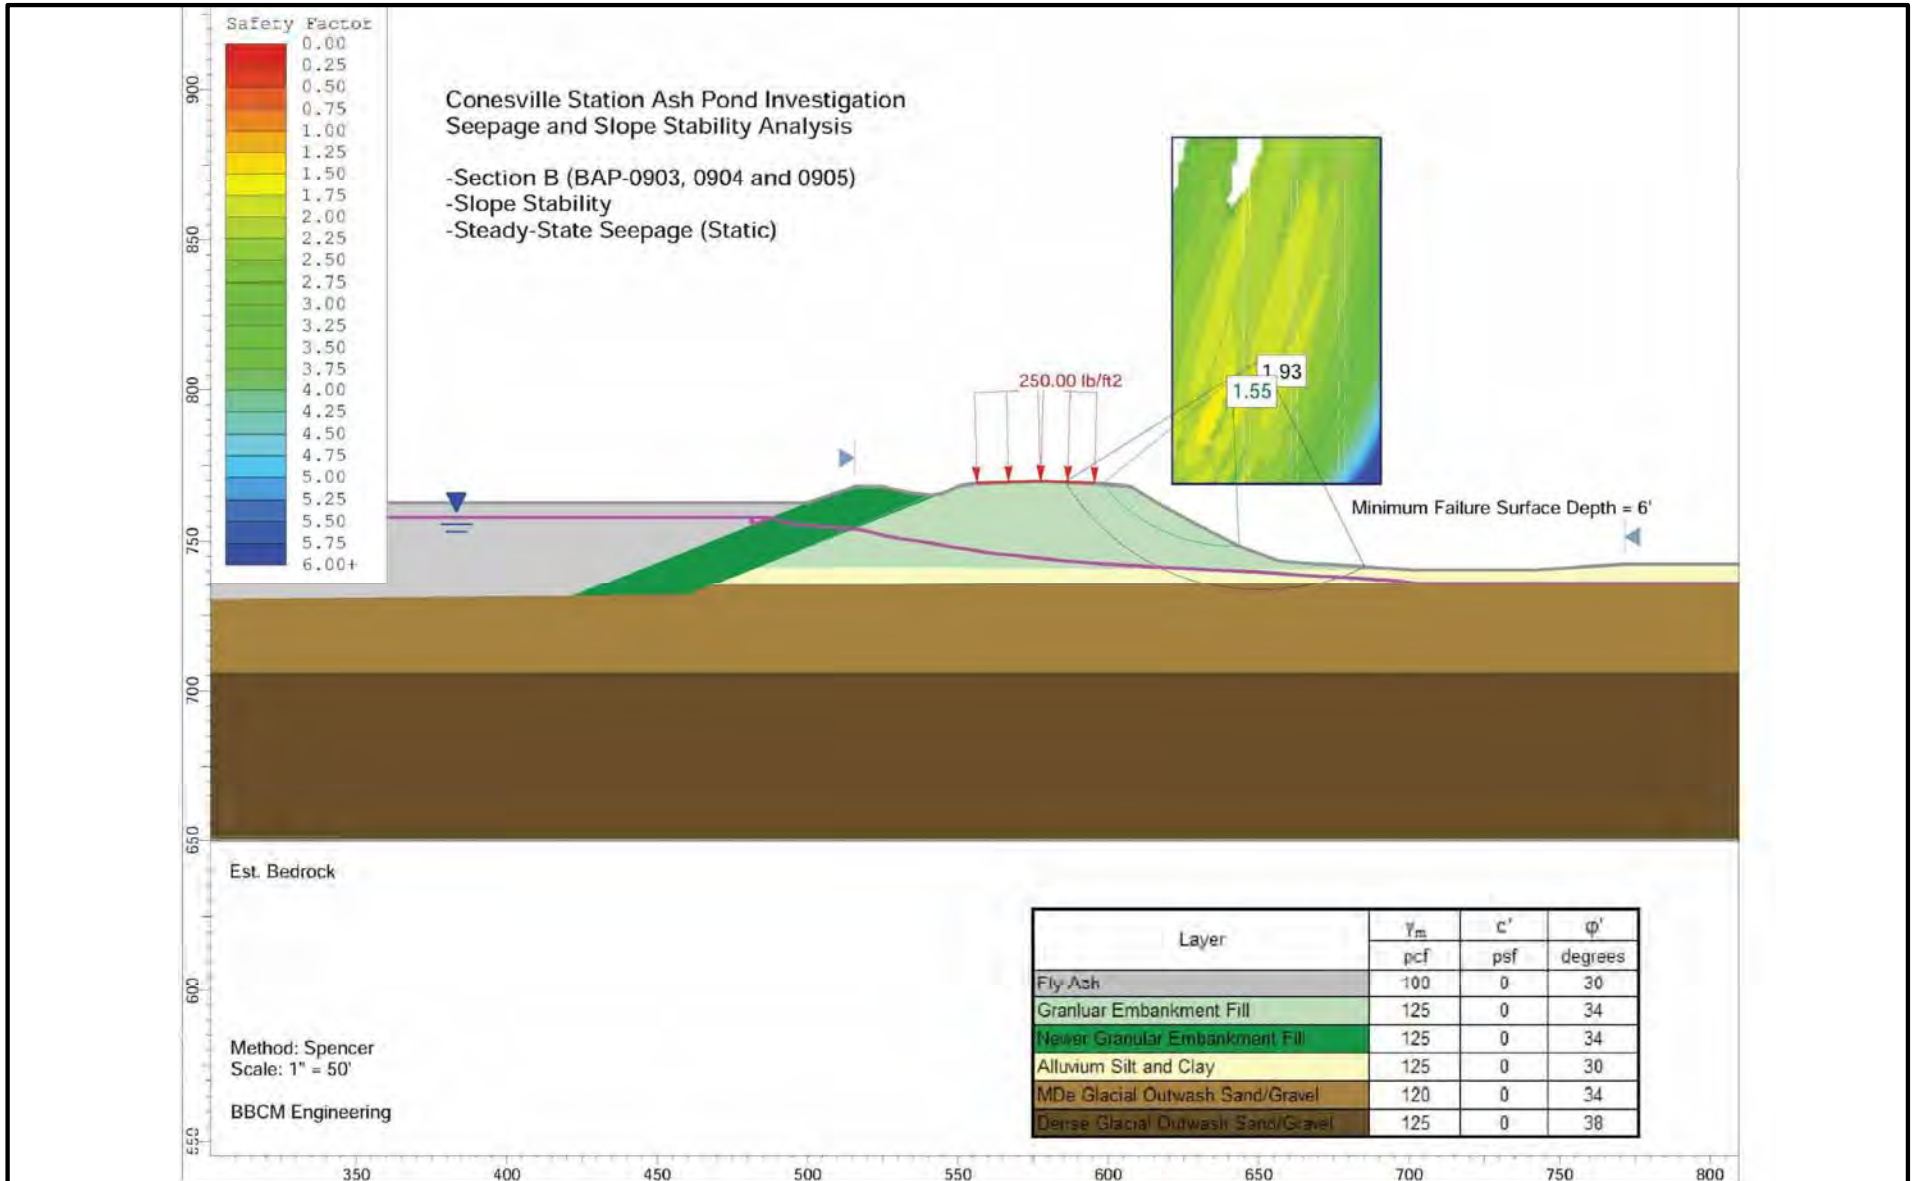 Safety Factor
0.00
0.25
0.50
0.75
1.00
1.25
1.50
1.75
2.00
2.25
2.50
2.75
3.00
3.25
3.50
3.75
4.00
4.25
4.50
4.75
5.00
5.25
5.50
5.75
6.00+
Conesville Station Ash Pond Investigation
Seepage and Slope Stability Analysis
-Section B (BAP-0903, 0904 and 0905)
-Slope Stability
-Steady-State Seepage (Static)
900
850
800
750
700
650
600
550
250.00 lb/ft2
1.93
1.55
Minimum Failure Surface Depth = 6'
Est. Bedrock
Method: Spencer
Scale: 1" = 50'
BBCM Engineering
Layer γm c' φ'
pcf psf degrees
Fly Ash 100 0 30
Granluar Embankment Fill 125 0 34
Newer Granular Embankment Fill 125 0 34
Alluvium Silt and Clay 125 0 30
MDe Glacial Outwash Sand/Gravel 120 34
Dense Glacial Outwash Sand/Gravel 125 0 38
350 400 450 500 550 600 650 700 750 800